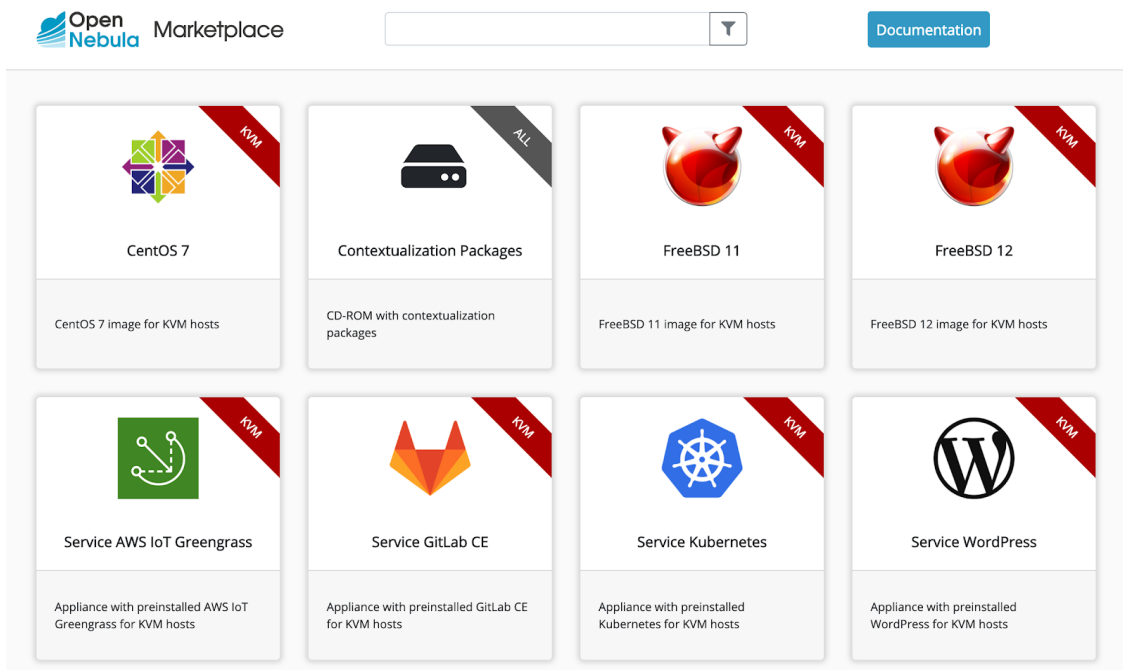 Open
Nebula
Marketplace
Documentation
KVM
ALL
KVM
KVM
CentOS 7
Contextualization Packages
FreeBSD 11
FreeBSD 12
CentOS 7 image for KVM hosts
CD-ROM with contextualization
packages
FreeBSD 11 image for KVM hosts
FreeBSD 12 image for KVM hosts
KVM
KVM
KVM
KVM
W
Service AWS IoT Greengrass
Service GitLab CE
Service Kubernetes
Service WordPress
Appliance with preinstalled AWS IoT
Greengrass for KVM hosts
Appliance with preinstalled GitLab CE
for KVM hosts
Appliance with preinstalled
Kubernetes for KVM hosts
Appliance with preinstalled
WordPress for KVM hosts